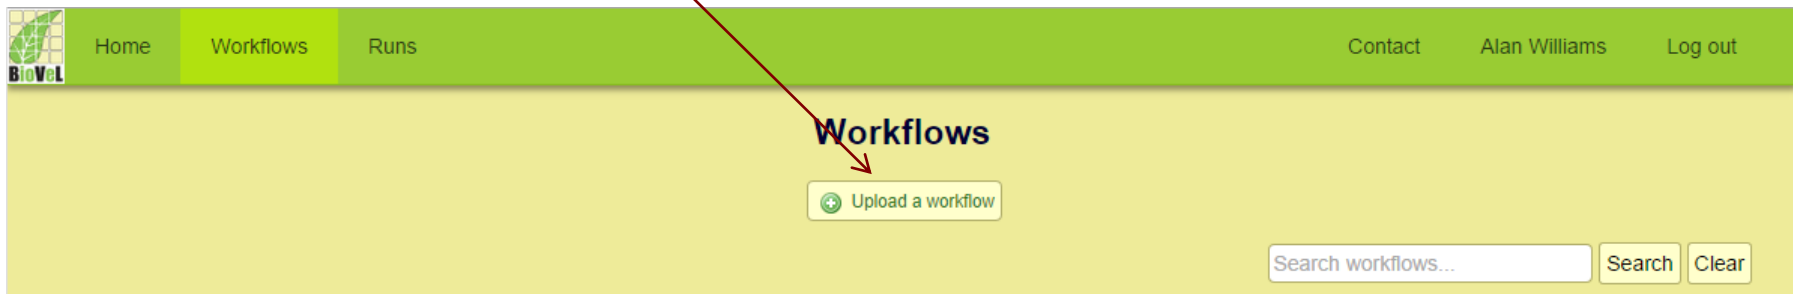 BioVeL
Home Workflows Runs Contact Alan Williams Log out
Workflows
Upload a workflow
Search workflows... Search Clear